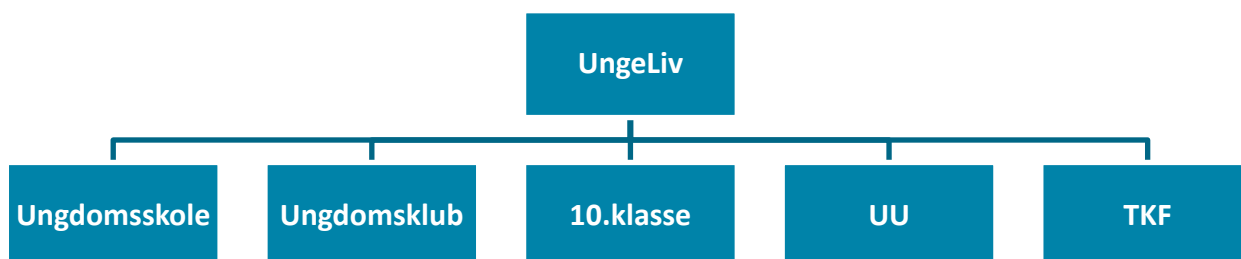 UngeLiv
Ungdomsskole
Ungdomsklub
10.klasse
UU
TKF